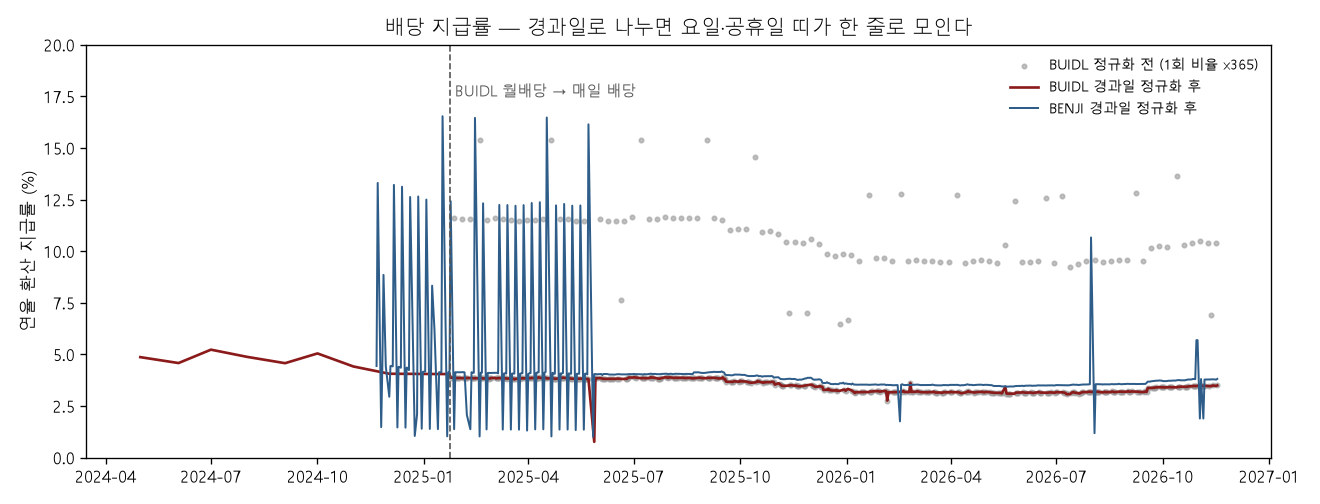 배당 지급률 — 경과일로 나누면 요일·공휴일 띠가 한 줄로 모인다
연율 환산 지급률 (%)
20.0
17.5
15.0
12.5
10.0
7.5
5.0
2.5
0.0
BUIDL 월배당 → 매일 배당
BUIDL 정규화 전 (1회 비율 ×365)
BUIDL 경과일 정규화 후
BENJI 경과일 정규화 후
2024-04 2024-07 2024-10 2025-01 2025-04 2025-07 2025-10 2026-01 2026-04 2026-07 2026-10 2027-01